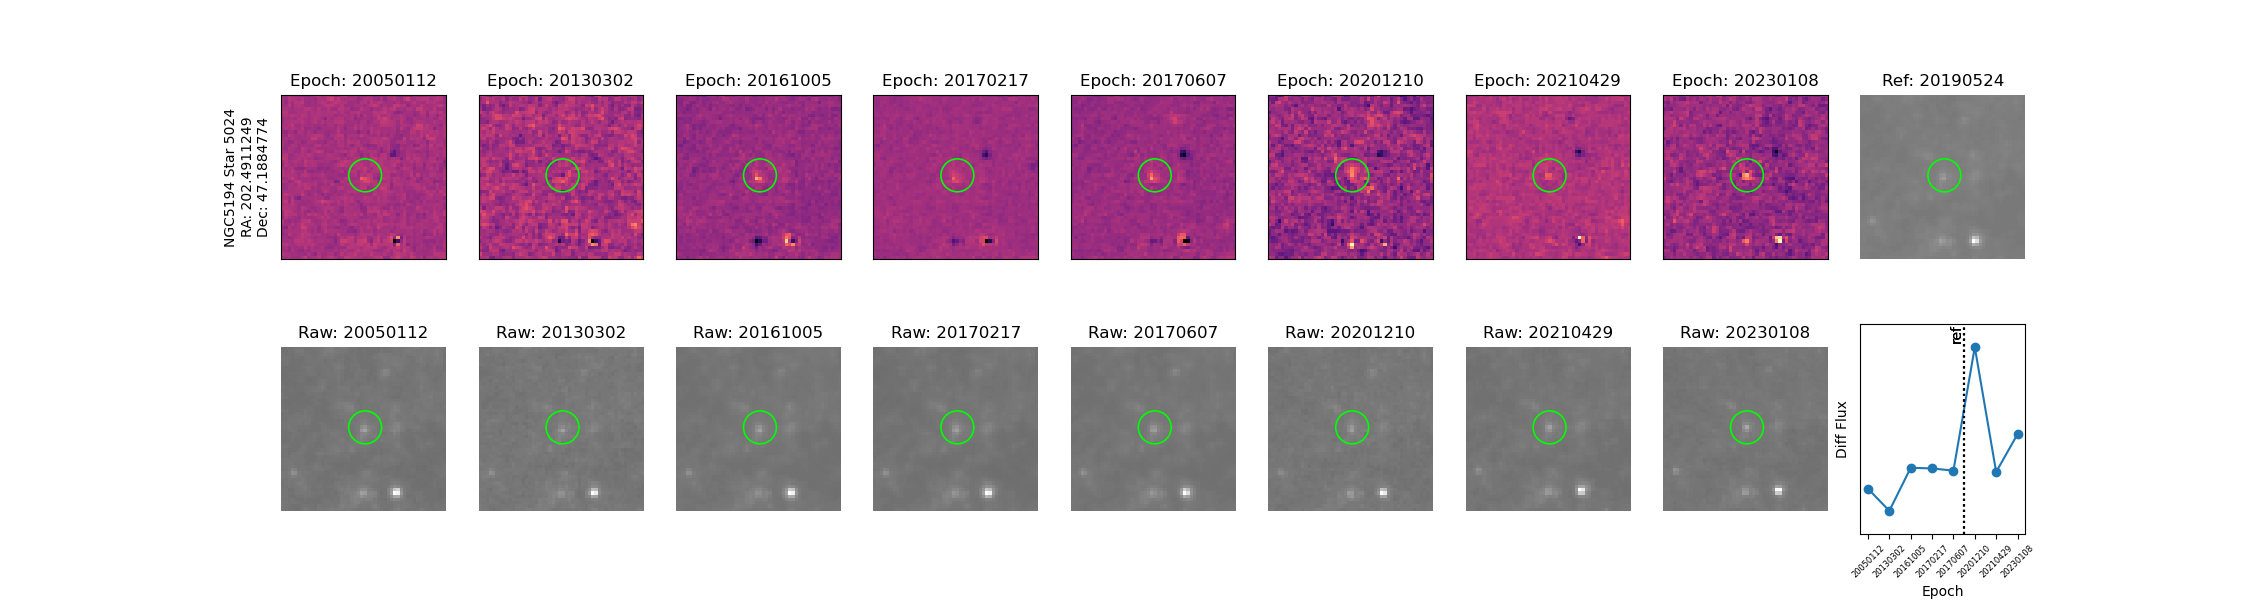 NGC5194 Star 5024
RA: 202.4911249
Dec: 47.1884774
Epoch: 20050112
Epoch: 20130302
Epoch: 20161005
Epoch: 20170217
Epoch: 20170607
Epoch: 20201210
Epoch: 20210429
Epoch: 20230108
Ref: 20190524
Raw: 20050112
Raw: 20130302
Raw: 20161005
Raw: 20170217
Raw: 20170607
Raw: 20201210
Raw: 20210429
Raw: 20230108
Diff Flux
ref
20050112
20130302
20161005
20170217
20170607
20201210
20210429
20230108
Epoch